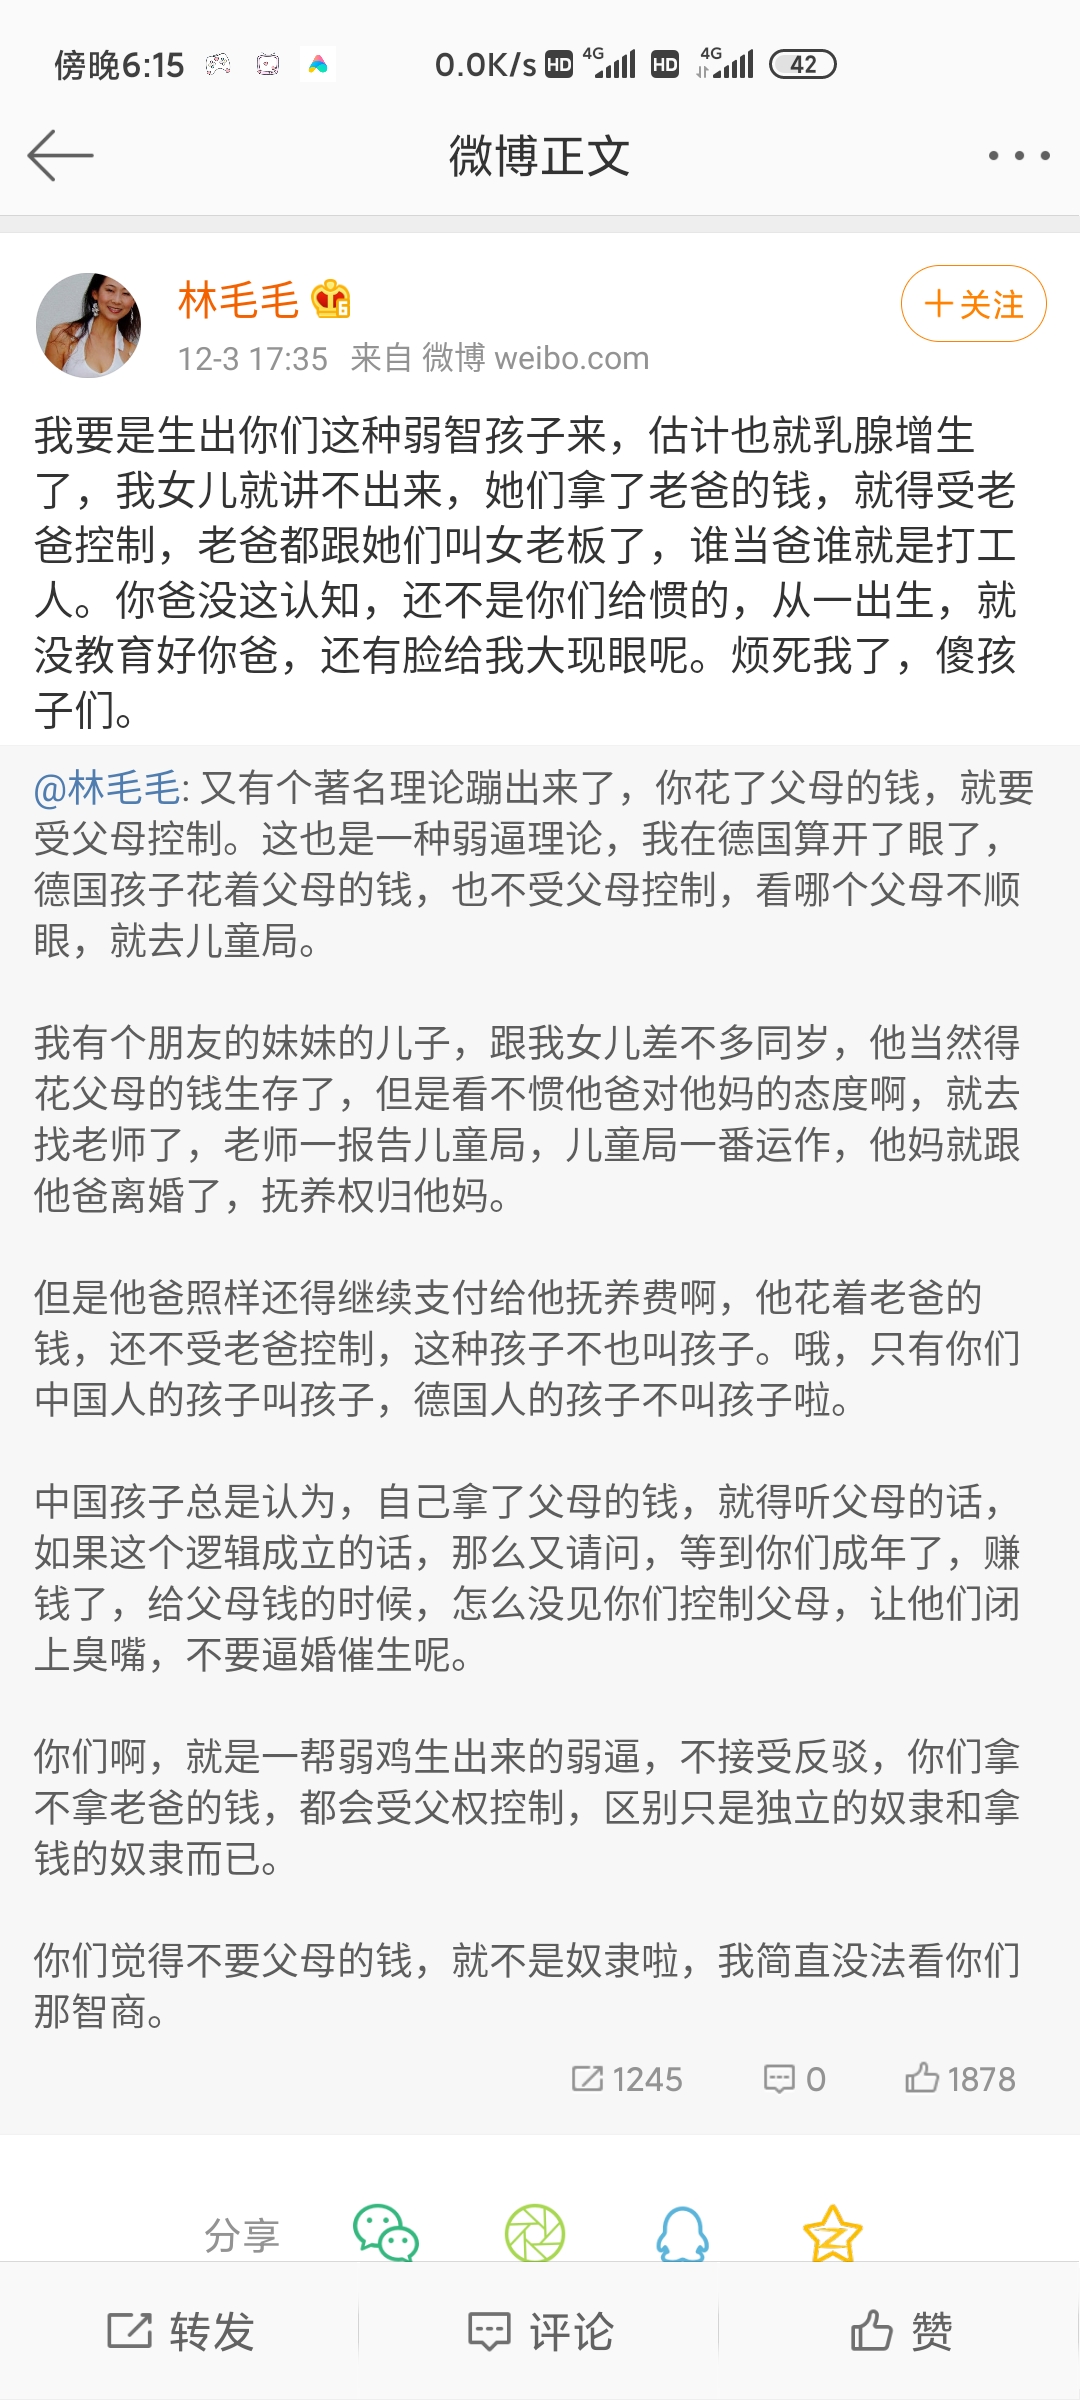 傍晚6:15 0.0K/s HD 4G HD 4G 42
微博正文
林毛毛 6
+关注
12-3 17:35 来自 微博 weibo.com
我要是生出你们这种弱智孩子来，估计也就乳腺增生
了，我女儿就讲不出来，她们拿了老爸的钱，就得受老
爸控制，老爸都跟她们叫女老板了，谁当爸谁就是打工
人。你爸没这认知，还不是你们给惯的，从一出生，就
没教育好你爸，还有脸给我大现眼呢。烦死我了，傻孩
子们。
@林毛毛: 又有个著名理论蹦出来了，你花了父母的钱，就要
受父母控制。这也是一种弱逼理论，我在德国算开了眼了，
德国孩子花着父母的钱，也不受父母控制，看哪个父母不顺
眼，就去儿童局。
我有个朋友的妹妹的儿子，跟我女儿差不多同岁，他当然得
花父母的钱生存了，但是看不惯他爸对他妈的态度啊，就去
找老师了，老师一报告儿童局，儿童局一番运作，他妈就跟
他爸离婚了，抚养权归他妈。
但是他爸照样还得继续支付给他抚养费啊，他花着老爸的
钱，还不受老爸控制，这种孩子不也叫孩子。哦，只有你们
中国人的孩子叫孩子，德国人的孩子不叫孩子啦。
中国孩子总是认为，自己拿了父母的钱，就得听父母的话，
如果这个逻辑成立的话，那么又请问，等到你们成年了，赚
钱了，给父母钱的时候，怎么没见你们控制父母，让他们闭
上臭嘴，不要逼婚催生呢。
你们啊，就是一帮弱鸡生出来的弱逼，不接受反驳，你们拿
不拿老爸的钱，都会受父权控制，区别只是独立的奴隶和拿
钱的奴隶而已。
你们觉得不要父母的钱，就不是奴隶啦，我简直没法看你们
那智商。
1245 0 1878
分享
转发 评论 赞